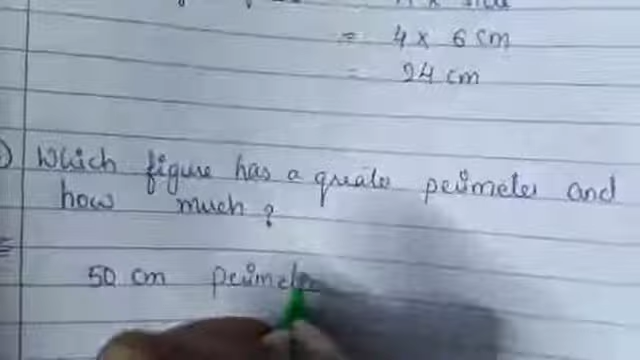 = 4 x 6 cm
= 24 cm
) Which figure has a greater perimeter and
how much?
50 cm perimeter